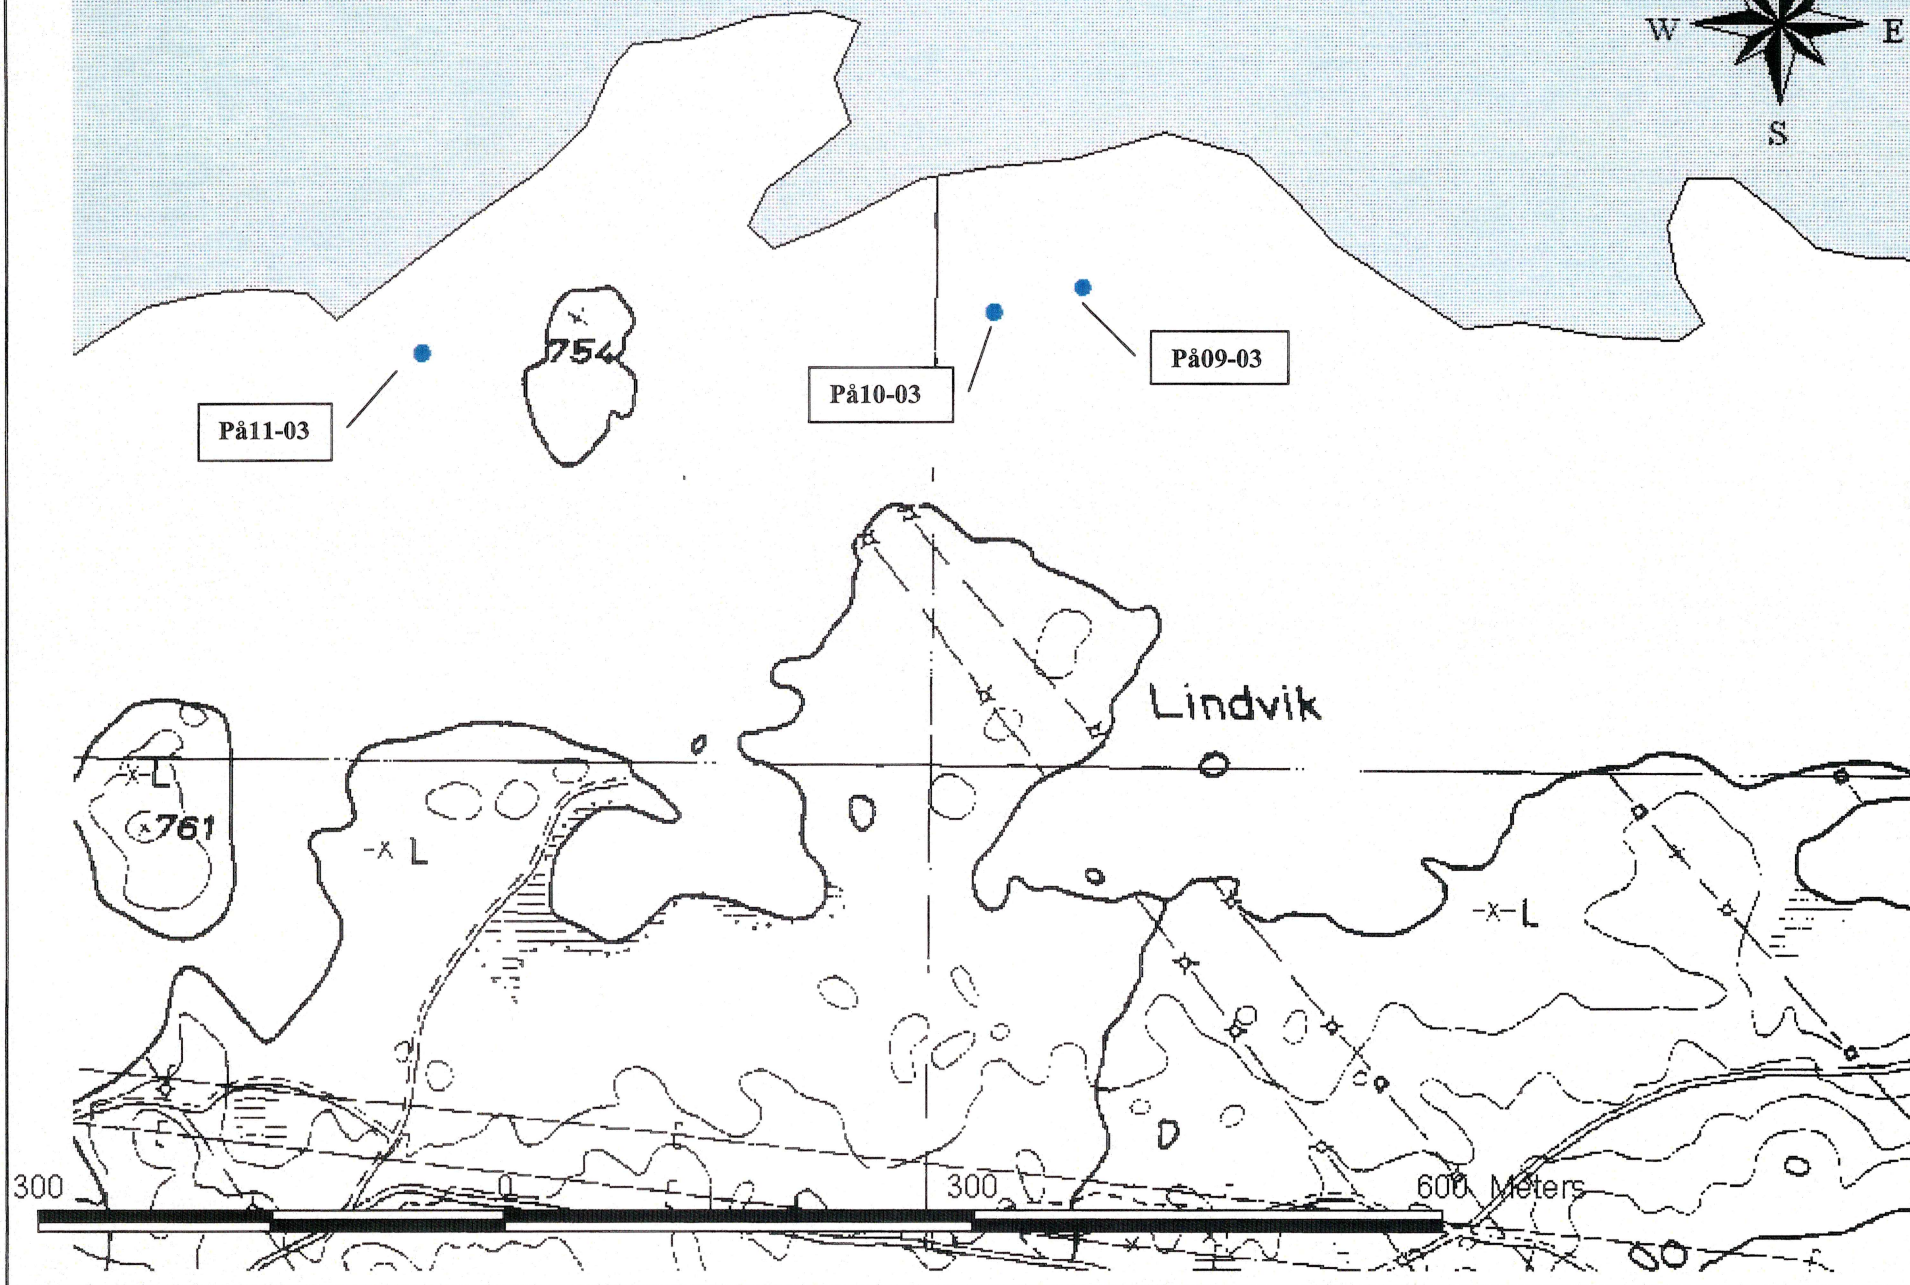 W
E
S
754
På09-03
På10-03
På11-03
Lindvik
-x-L
761
-x L
-x-L
300
0
300
600 Meters